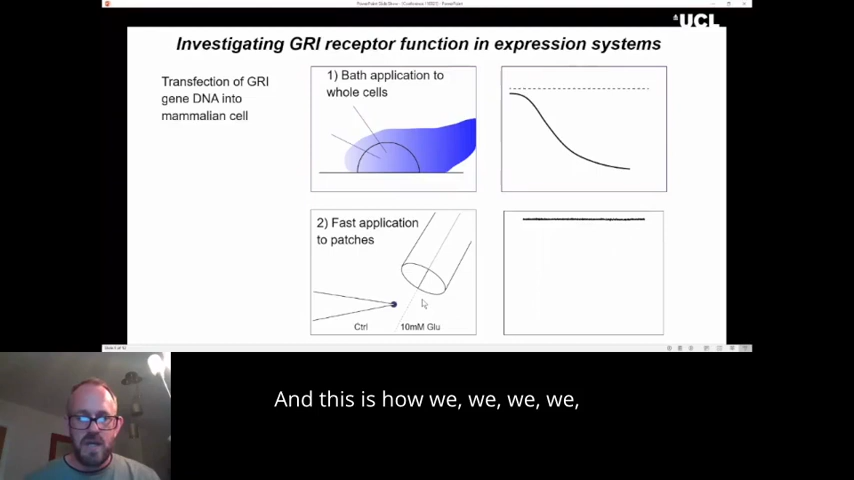 UCL
Investigating GRI receptor function in expression systems
Transfection of GRI
gene DNA into
mammalian cell
1) Bath application to
whole cells
2) Fast application
to patches
Ctrl
10mM Glu
And this is how we, we, we, we,